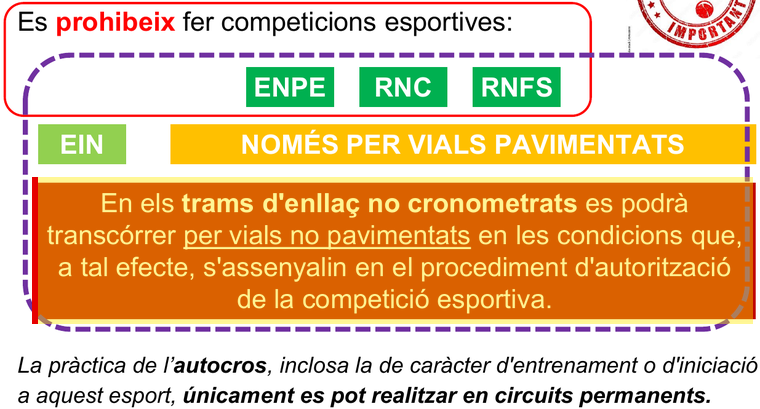 Es prohibeix fer competicions esportives:
IMPORTANT
ENPE RNC RNFS
EIN NOMÉS PER VIALS PAVIMENTATS
En els trams d'enllaç no cronometrats es podrà
transcórrer per vials no pavimentats en les condicions que,
a tal efecte, s'assenyalin en el procediment d'autorització
de la competició esportiva.
La pràctica de l’autocros, inclosa la de caràcter d'entrenament o d'iniciació
a aquest esport, únicament es pot realitzar en circuits permanents.